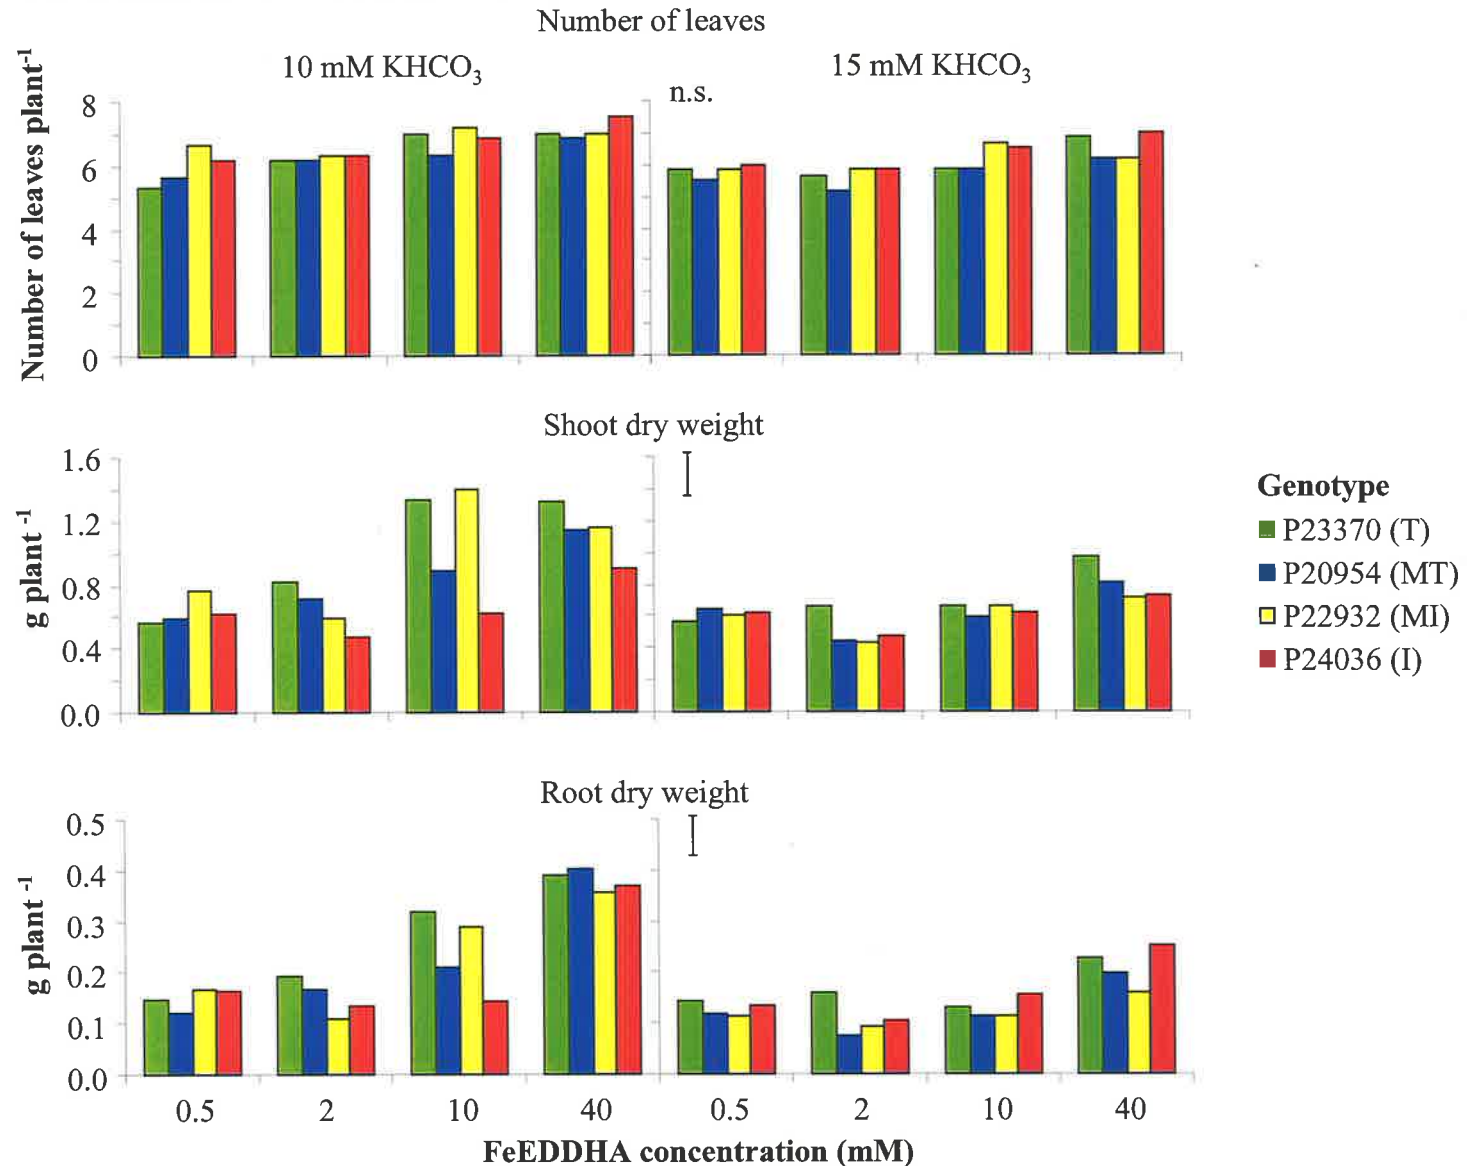 Number of leaves
10 mM KHCO₃
15 mM KHCO₃
n.s.
Number of leaves plant⁻¹
8
6
4
2
0
Shoot dry weight
g plant ⁻¹
1.6
1.2
0.8
0.4
0.0
Genotype
P23370 (T)
P20954 (MT)
P22932 (MI)
P24036 (I)
Root dry weight
g plant ⁻¹
0.5
0.4
0.3
0.2
0.1
0.0
0.5 2 10 40 0.5 2 10 40
FeEDDHA concentration (mM)